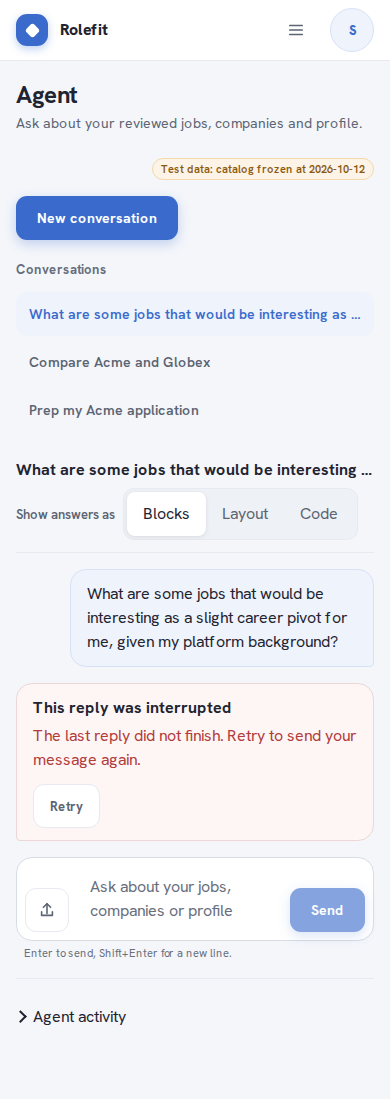 Rolefit
S
Agent
Ask about your reviewed jobs, companies and profile.
Test data: catalog frozen at 2026-10-12
New conversation
Conversations
What are some jobs that would be interesting as ...
Compare Acme and Globex
Prep my Acme application
What are some jobs that would be interesting ...
Show answers as
Blocks
Layout
Code
What are some jobs that would be
interesting as a slight career pivot for
me, given my platform background?
This reply was interrupted
The last reply did not finish. Retry to send your
message again.
Retry
Ask about your jobs,
companies or profile
Send
Enter to send, Shift+Enter for a new line.
Agent activity